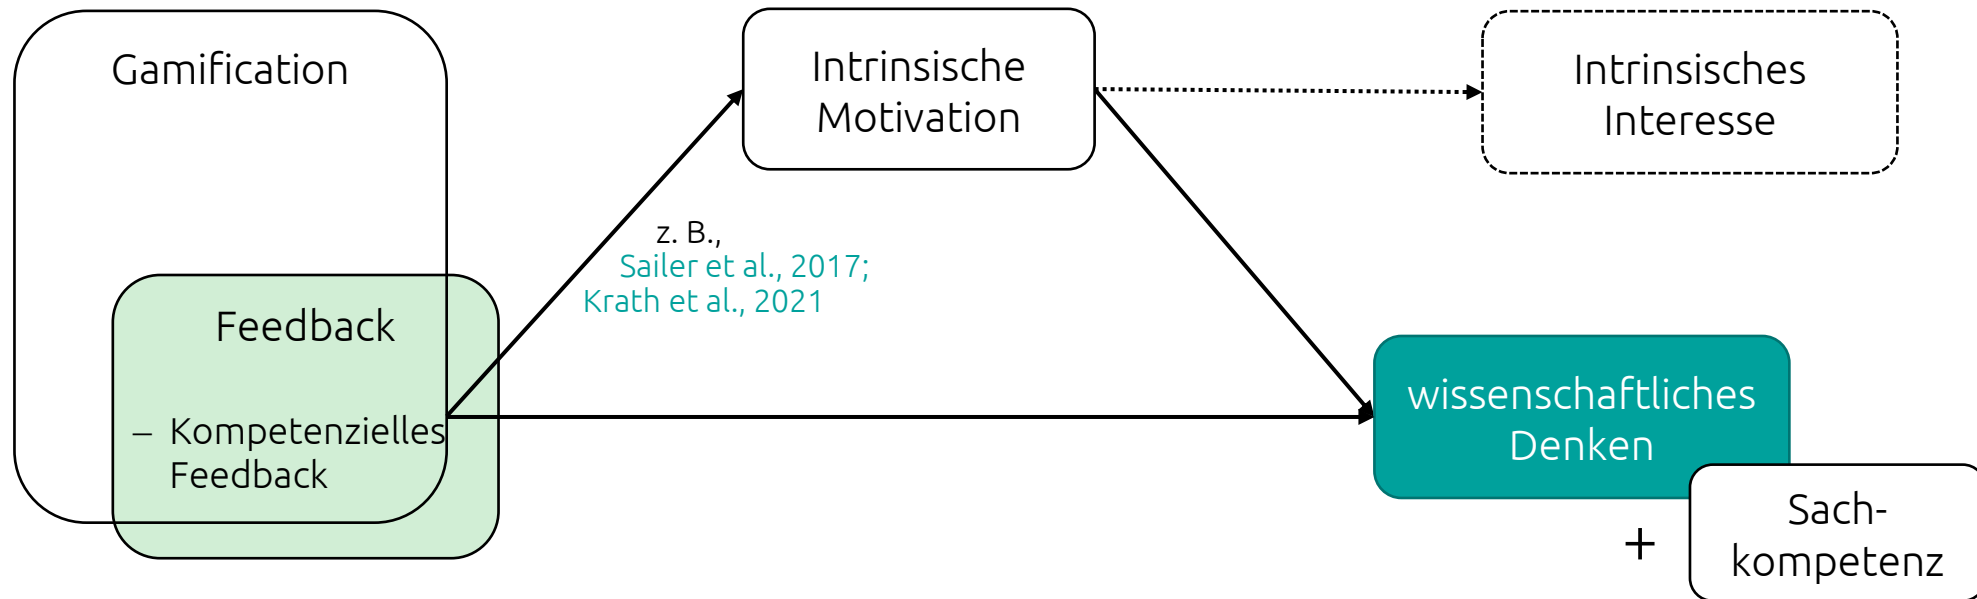 Gamification
Intrinsische
Motivation
Intrinsisches
Interesse
z. B.,
Sailer et al., 2017;
Krath et al., 2021
Feedback
– Kompetenzielles
Feedback
wissenschaftliches
Denken
+
Sach-
kompetenz